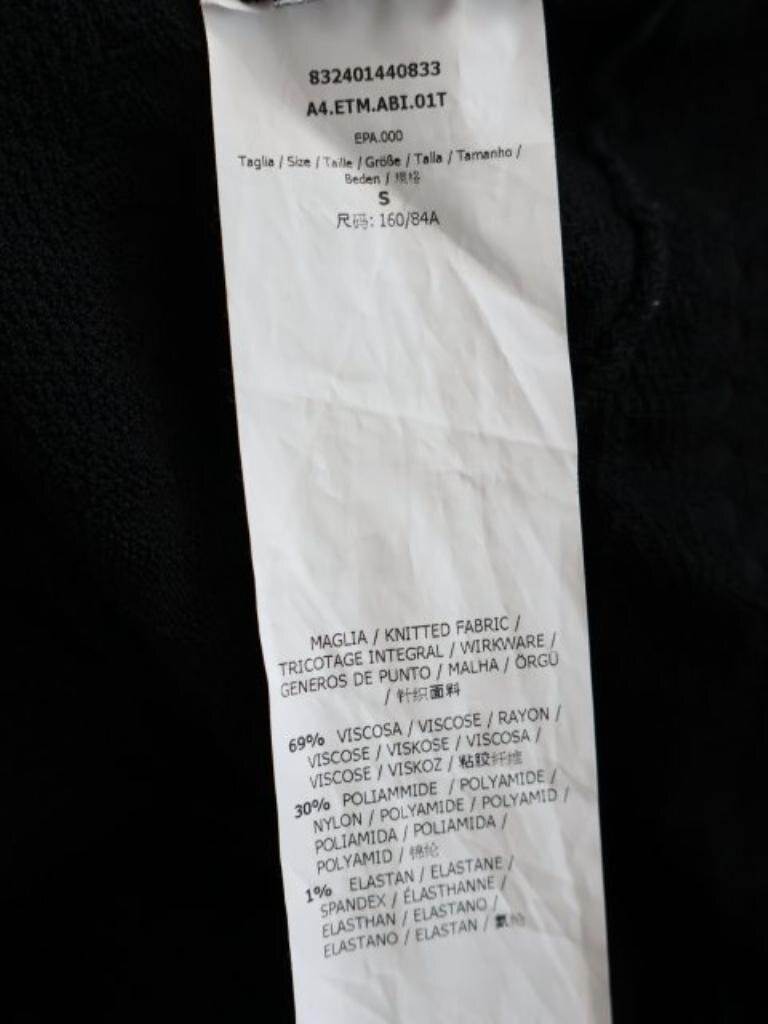 832401440833
A4.ETM.ABI.01T
EPA.000
Taglia / Size / Taille / Größe / Talla / Tamanho /
Beden / 规格
S
尺码: 160/84A
MAGLIA / KNITTED FABRIC /
TRICOTAGE INTEGRAL / WIRKWARE /
GENEROS DE PUNTO / MALHA / ÖRGÜ
/ 针织面料
69% VISCOSA / VISCOSE / RAYON /
VISCOSE / VISKOSE / VISCOSA /
VISCOSE / VISKOZ / 粘胶纤维
30% POLIAMMIDE / POLYAMIDE /
NYLON / POLYAMIDE / POLYAMID /
POLIAMIDA / POLIAMIDA /
POLYAMID / 锦纶
1% ELASTAN / ELASTANE /
SPANDEX / ÉLASTHANNE /
ELASTHAN / ELASTANO /
ELASTANO / ELASTAN / 氨纶